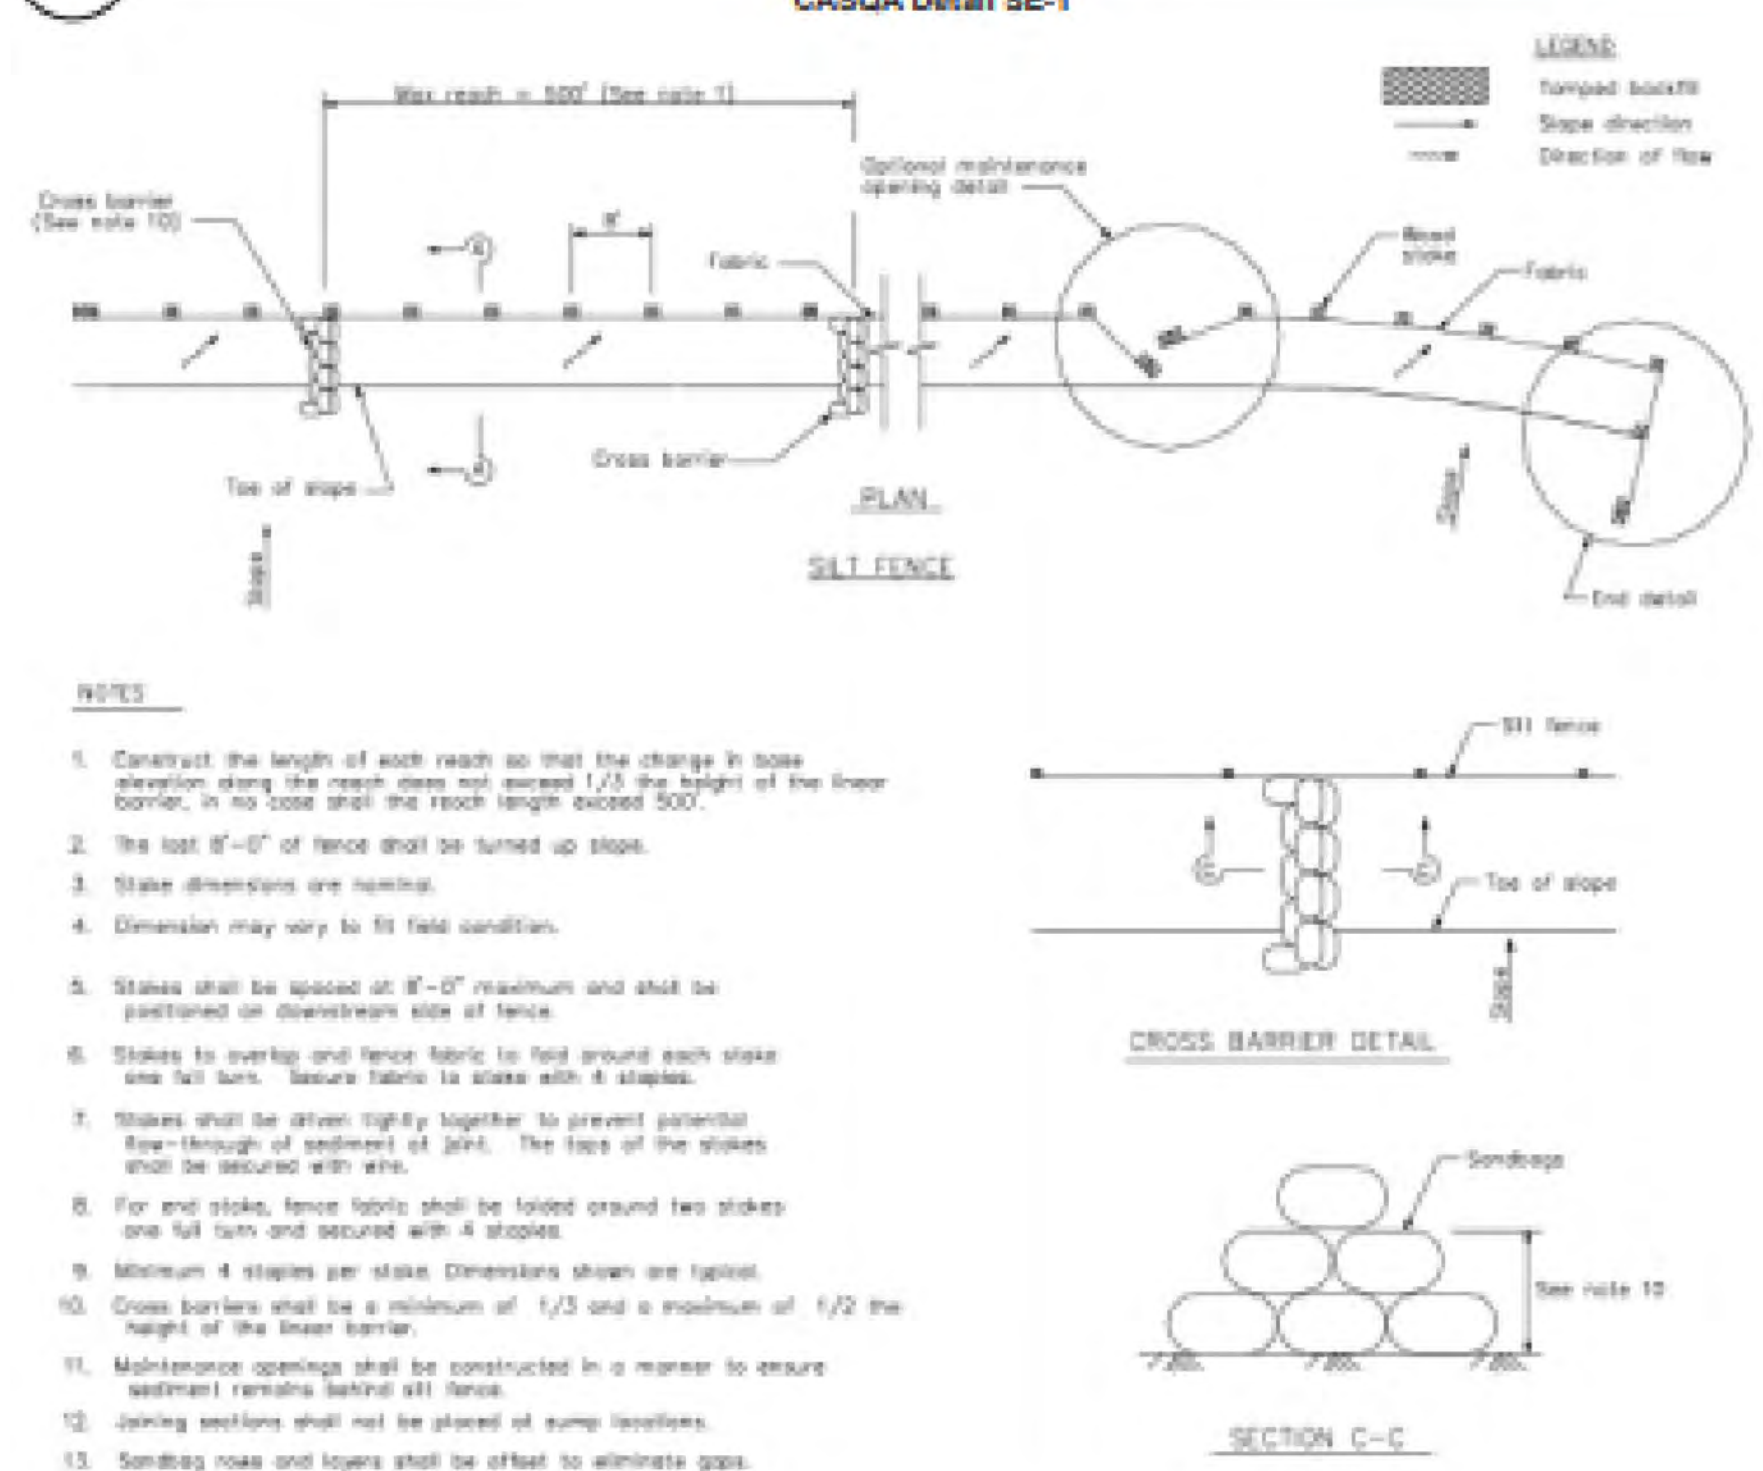 CASQA Detail SE-1
LEGEND
Tamped backfill
Slope direction
Direction of flow
Max reach = 500' (See note 1)
Optional maintenance
opening detail
Cross barrier
(See note 10)
8'
Fabric
Wood
stake
Fabric
Cross barrier
Toe of slope
PLAN
Slope
Slope
SILT FENCE
End detail
NOTES
1. Construct the length of each reach so that the change in base
elevation along the reach does not exceed 1/3 the height of the linear
barrier, in no case shall the reach length exceed 500'.
2. The last 8'-0" of fence shall be turned up slope.
3. Stake dimensions are nominal.
4. Dimension may vary to fit field condition.
5. Stakes shall be spaced at 8'-0" maximum and shall be
positioned on downstream side of fence.
6. Stakes to overlap and fence fabric to fold around each stake
one full turn. Secure fabric to stake with 4 staples.
7. Stakes shall be driven tightly together to prevent potential
flow-through of sediment at joint. The tops of the stakes
shall be secured with wire.
8. For end stake, fence fabric shall be folded around two stakes
one full turn and secured with 4 staples.
9. Minimum 4 staples per stake. Dimensions shown are typical.
10. Cross barriers shall be a minimum of 1/3 and a maximum of 1/2 the
height of the linear barrier.
11. Maintenance openings shall be constructed in a manner to ensure
sediment remains behind silt fence.
12. Joining sections shall not be placed at sump locations.
13. Sandbag rows and layers shall be offset to eliminate gaps.
Silt fence
C
C
Toe of slope
Slope
CROSS BARRIER DETAIL
Sandbags
See note 10
SECTION C-C